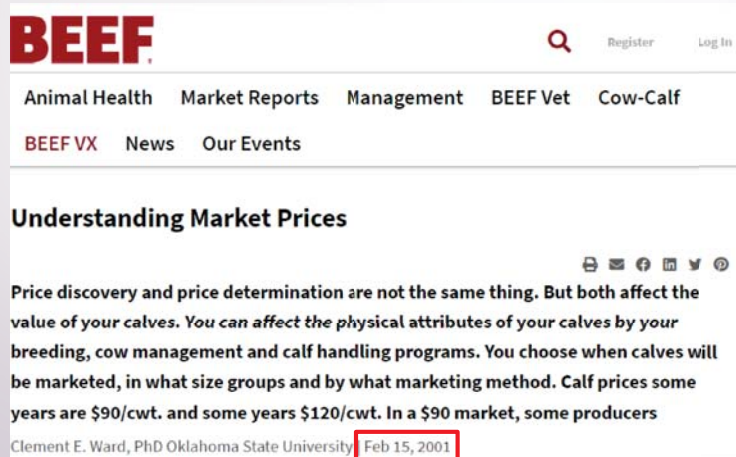 BEEF
Register Log In
Animal Health Market Reports Management BEEF Vet Cow-Calf
BEEF VX News Our Events
Understanding Market Prices
Price discovery and price determination are not the same thing. But both affect the
value of your calves. You can affect the physical attributes of your calves by your
breeding, cow management and calf handling programs. You choose when calves will
be marketed, in what size groups and by what marketing method. Calf prices some
years are $90/cwt. and some years $120/cwt. In a $90 market, some producers
Clement E. Ward, PhD Oklahoma State University | Feb 15, 2001